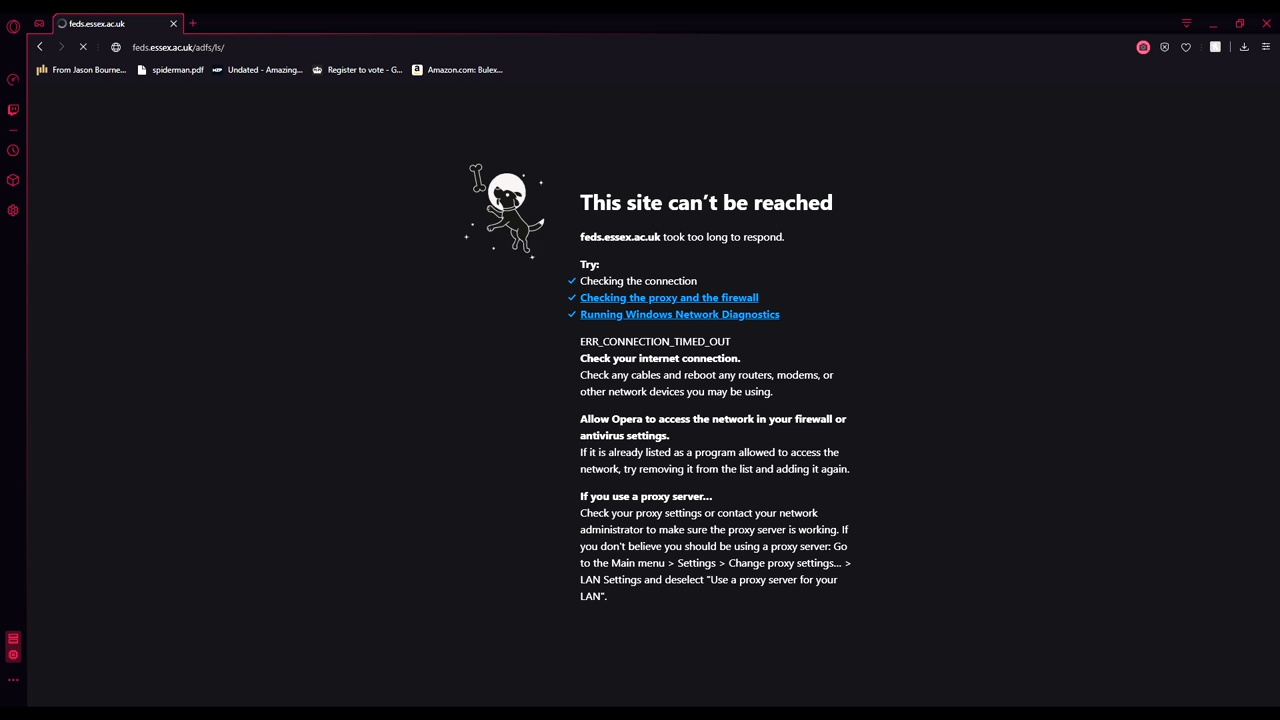 feds.essex.ac.uk
feds.essex.ac.uk/adfs/ls/
From Jason Bourne... spiderman.pdf HZP Undated - Amazing... Register to vote - G... a Amazon.com: Bulex...
This site can’t be reached
feds.essex.ac.uk took too long to respond.
Try:
Checking the connection
Checking the proxy and the firewall
Running Windows Network Diagnostics
ERR_CONNECTION_TIMED_OUT
Check your internet connection.
Check any cables and reboot any routers, modems, or
other network devices you may be using.
Allow Opera to access the network in your firewall or
antivirus settings.
If it is already listed as a program allowed to access the
network, try removing it from the list and adding it again.
If you use a proxy server...
Check your proxy settings or contact your network
administrator to make sure the proxy server is working. If
you don't believe you should be using a proxy server: Go
to the Main menu > Settings > Change proxy settings... >
LAN Settings and deselect "Use a proxy server for your
LAN".